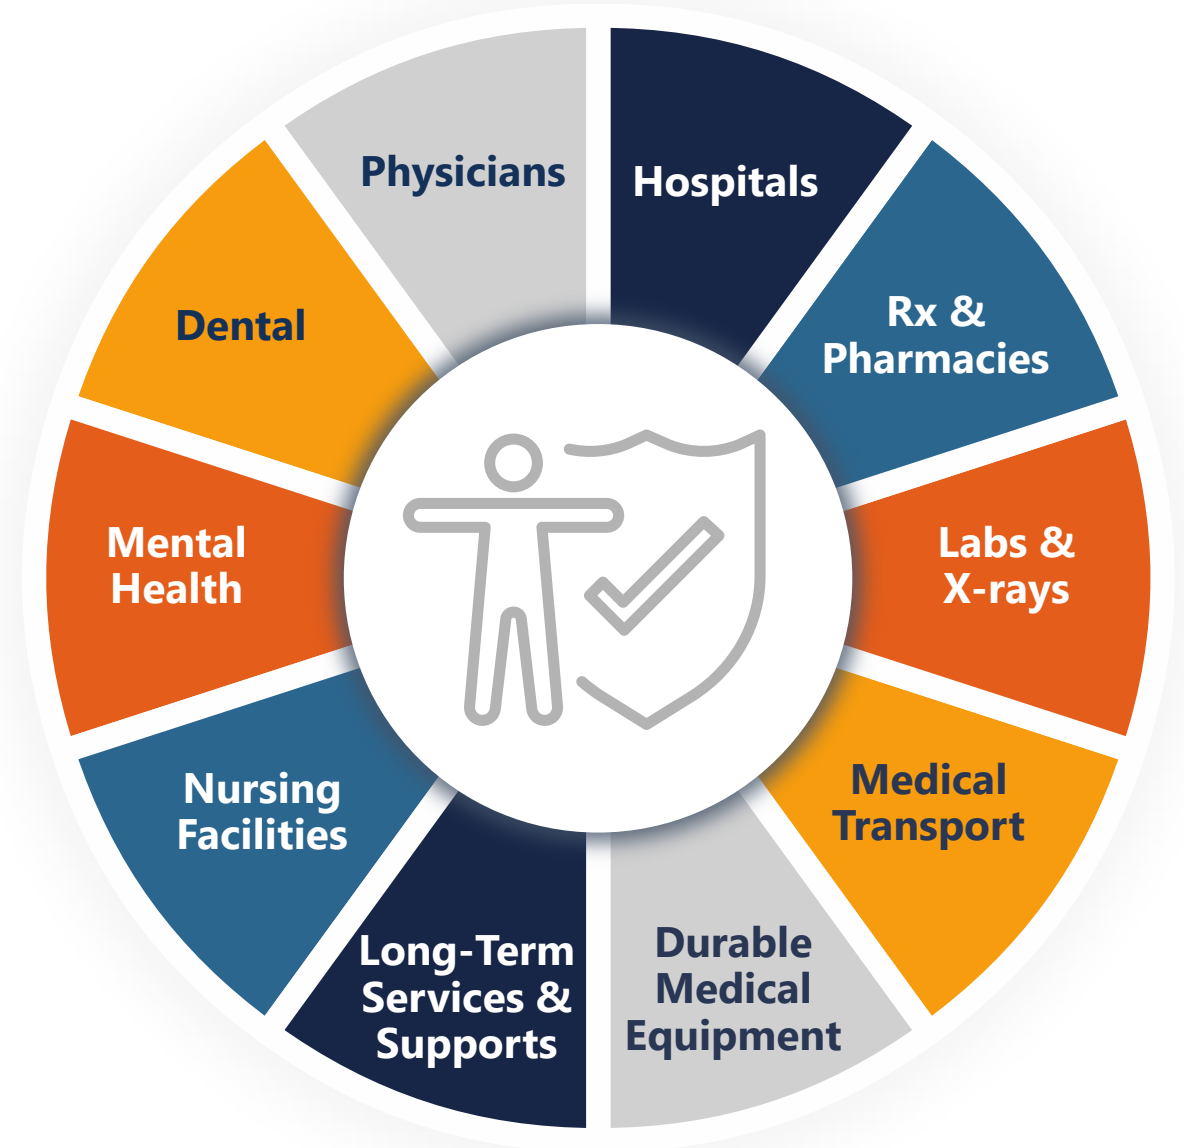 Physicians
Hospitals
Rx &
Pharmacies
Labs &
X-rays
Medical
Transport
Durable
Medical
Equipment
Long-Term
Services &
Supports
Nursing
Facilities
Mental
Health
Dental